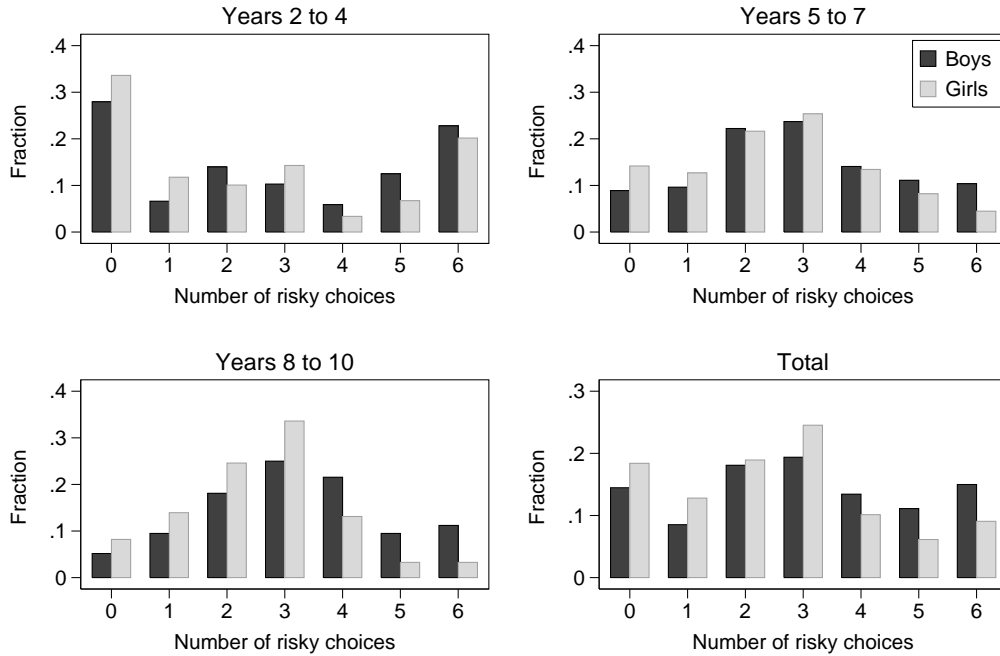 Years 2 to 4
.4
.3
.2
.1
0
Fraction
0 1 2 3 4 5 6
Number of risky choices
Years 5 to 7
.4
.3
.2
.1
0
Fraction
Boys
Girls
0 1 2 3 4 5 6
Number of risky choices
Years 8 to 10
.4
.3
.2
.1
0
Fraction
0 1 2 3 4 5 6
Number of risky choices
Total
.3
.2
.1
0
Fraction
0 1 2 3 4 5 6
Number of risky choices